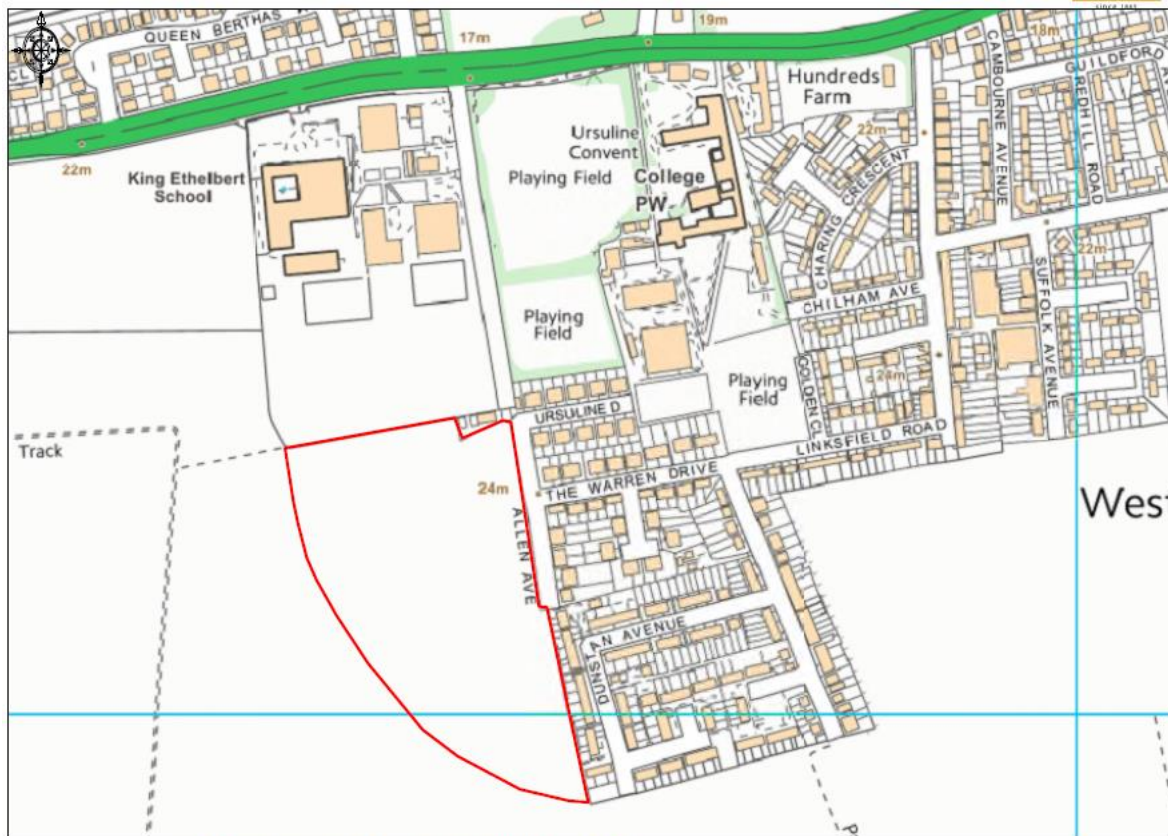 QUEEN BERTHAS
17m
19m
18m
CAMBOURNE AVENUE
GUILDFORD
REDHILL ROAD
Hundreds
Farm
22m
22m
Ursuline
Convent
Playing Field
College
PW
King Ethelbert
School
CHARING CRESCENT
22m
SUFFOLK AVENUE
CHILHAM AVE
Playing
Field
Playing
Field
GOLDEN CL
24m
URSULINE D
LINKSFIELD ROAD
Track
THE WARREN DRIVE
24m
ALLEN AVE
West
DUNSTAN AVENUE